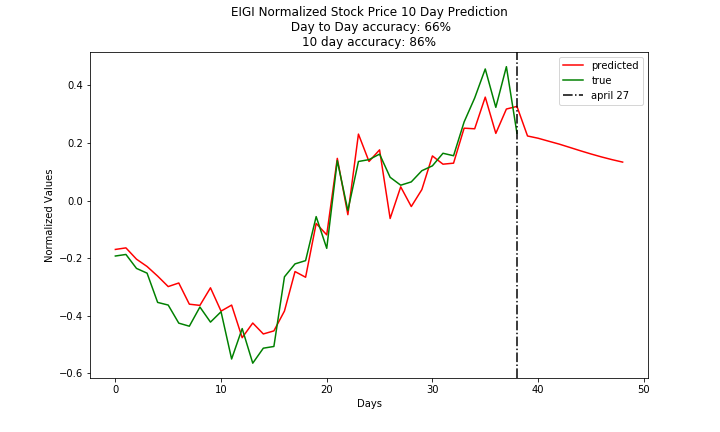 EIGI Normalized Stock Price 10 Day Prediction
Day to Day accuracy: 66%
10 day accuracy: 86%
predicted
true
april 27
0.4
0.2
0.0
−0.2
−0.4
−0.6
Normalized Values
0 10 20 30 40 50
Days